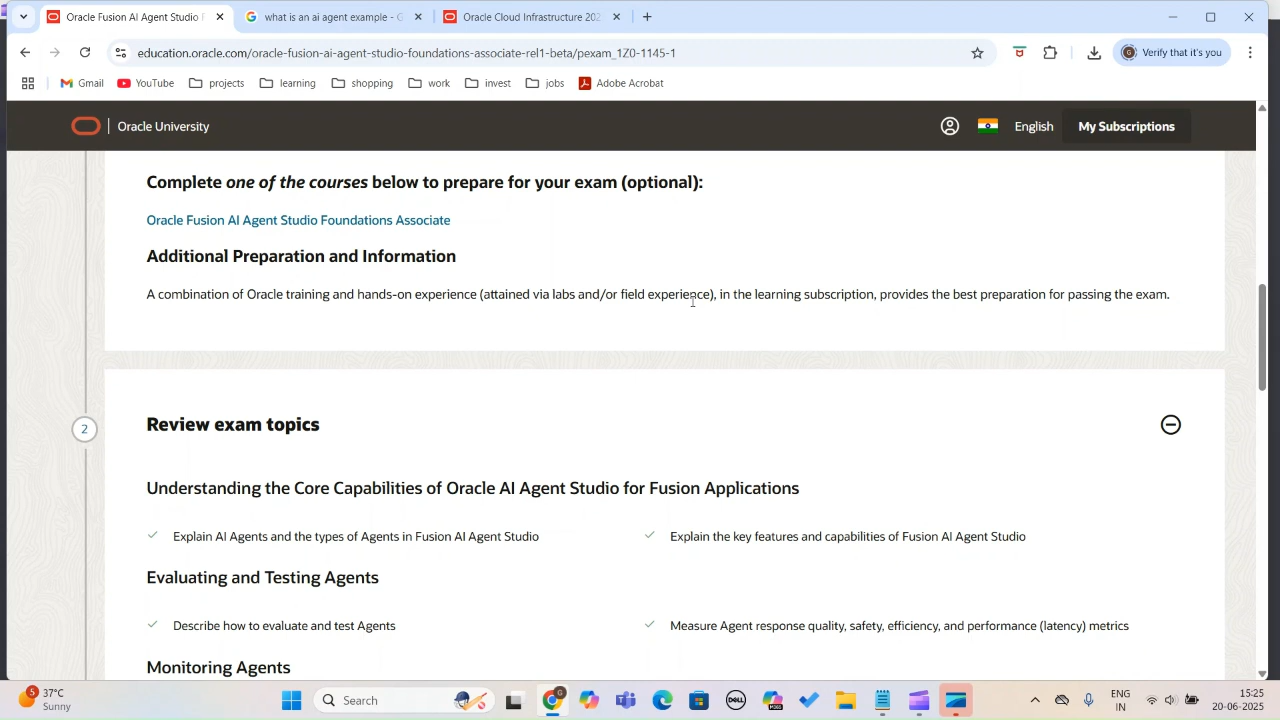 Oracle Fusion AI Agent Studio F
what is an ai agent example - G
Oracle Cloud Infrastructure 202
education.oracle.com/oracle-fusion-ai-agent-studio-foundations-associate-rel1-beta/pexam_1Z0-1145-1
G
Verify that it's you
Gmail
YouTube
projects
learning
shopping
work
invest
jobs
Adobe Acrobat
Oracle University
English
My Subscriptions
Complete one of the courses below to prepare for your exam (optional):
Oracle Fusion AI Agent Studio Foundations Associate
Additional Preparation and Information
A combination of Oracle training and hands-on experience (attained via labs and/or field experience), in the learning subscription, provides the best preparation for passing the exam.
2
Review exam topics
Understanding the Core Capabilities of Oracle AI Agent Studio for Fusion Applications
Explain AI Agents and the types of Agents in Fusion AI Agent Studio
Explain the key features and capabilities of Fusion AI Agent Studio
Evaluating and Testing Agents
Describe how to evaluate and test Agents
Measure Agent response quality, safety, efficiency, and performance (latency) metrics
Monitoring Agents
5
37°C
Sunny
Search
G
DELL
M365
ENG
IN
15:25
20-06-2025